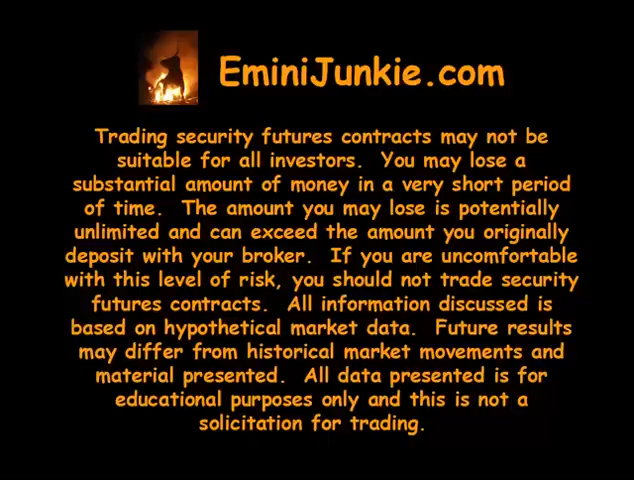 EminiJunkie.com
Trading security futures contracts may not be
suitable for all investors.  You may lose a
substantial amount of money in a very short period
of time.  The amount you may lose is potentially
unlimited and can exceed the amount you originally
deposit with your broker.  If you are uncomfortable
with this level of risk, you should not trade security
futures contracts.  All information discussed is
based on hypothetical market data.  Future results
may differ from historical market movements and
material presented.  All data presented is for
educational purposes only and this is not a
solicitation for trading.